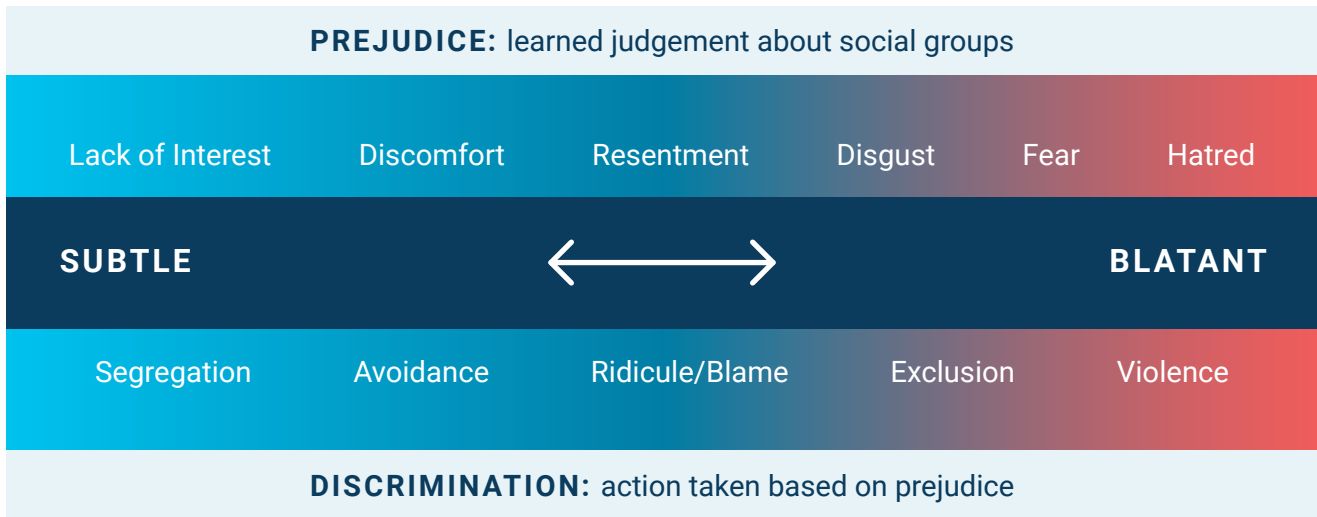 PREJUDICE: learned judgement about social groups
Lack of Interest Discomfort Resentment Disgust Fear Hatred
SUBTLE BLATANT
Segregation Avoidance Ridicule/Blame Exclusion Violence
DISCRIMINATION: action taken based on prejudice